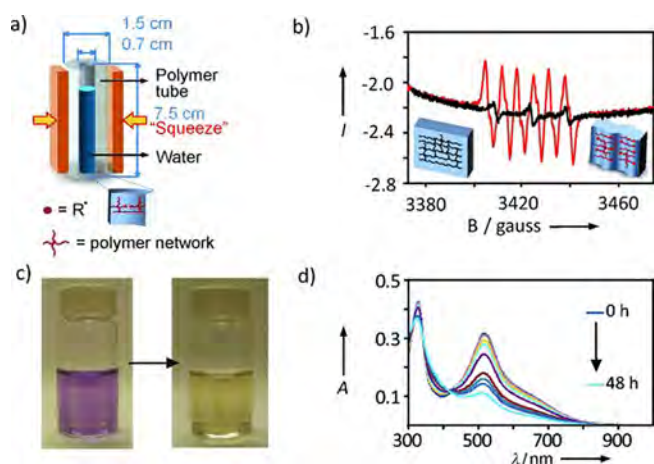 a)
1.5 cm
0.7 cm
Polymer
tube
7.5 cm
"Squeeze"
Water
= R•
= polymer network
b)
-1.6
-2.0
-2.4
-2.8
I
3380
3420
3460
B / gauss
c)
d)
0.5
0.3
0.1
A
0 h
48 h
300
500
700
900
λ/nm